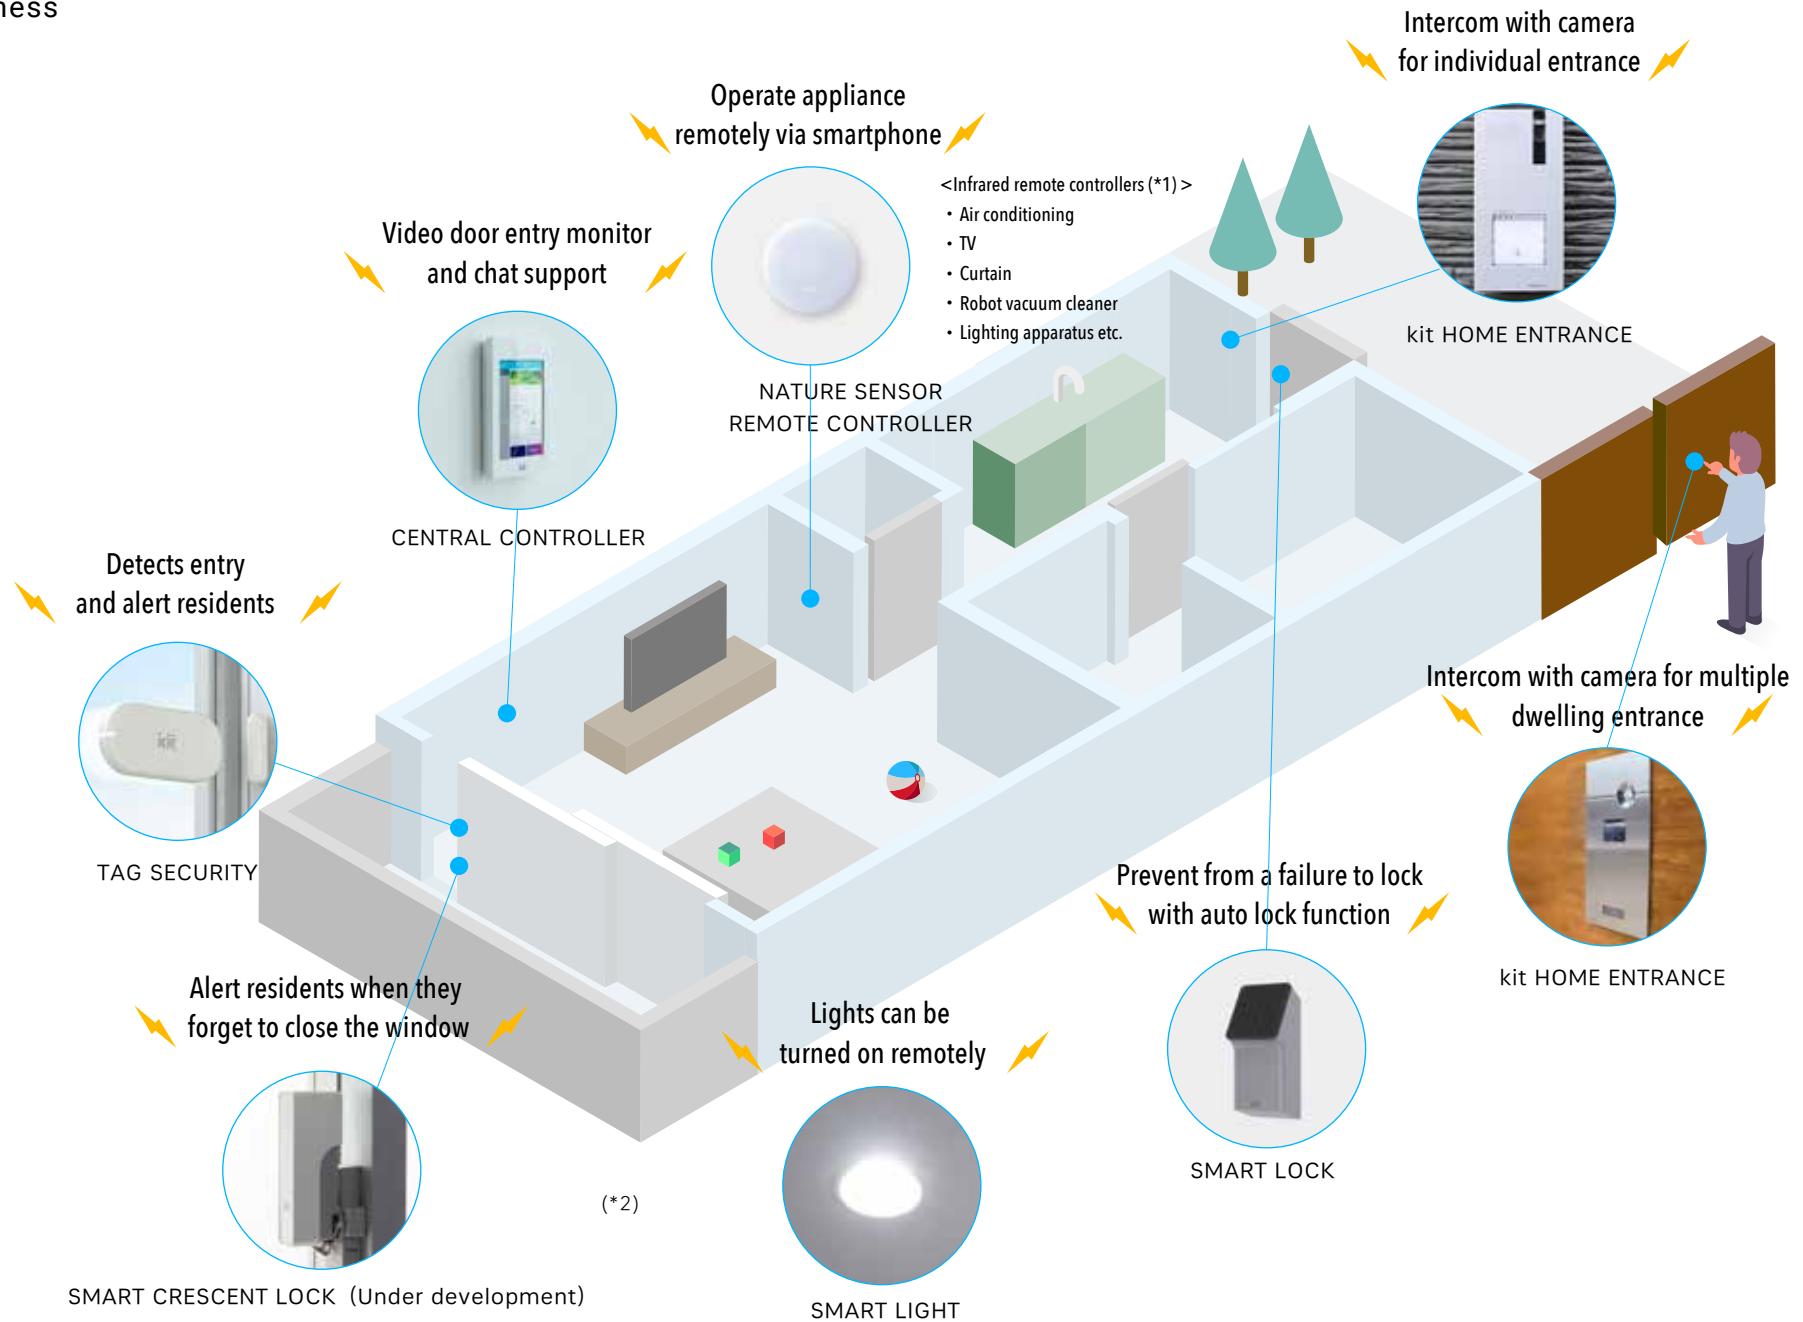 ness
Intercom with camera
for individual entrance
kit HOME ENTRANCE
Operate appliance
remotely via smartphone
<Infrared remote controllers (*1) >
・Air conditioning
・TV
・Curtain
・Robot vacuum cleaner
・Lighting apparatus etc.
NATURE SENSOR
REMOTE CONTROLLER
Video door entry monitor
and chat support
CENTRAL CONTROLLER
Detects entry
and alert residents
kit
TAG SECURITY
Intercom with camera for multiple
dwelling entrance
kit HOME ENTRANCE
Prevent from a failure to lock
with auto lock function
SMART LOCK
Alert residents when they
forget to close the window
SMART CRESCENT LOCK (Under development)
(*2)
Lights can be
turned on remotely
SMART LIGHT